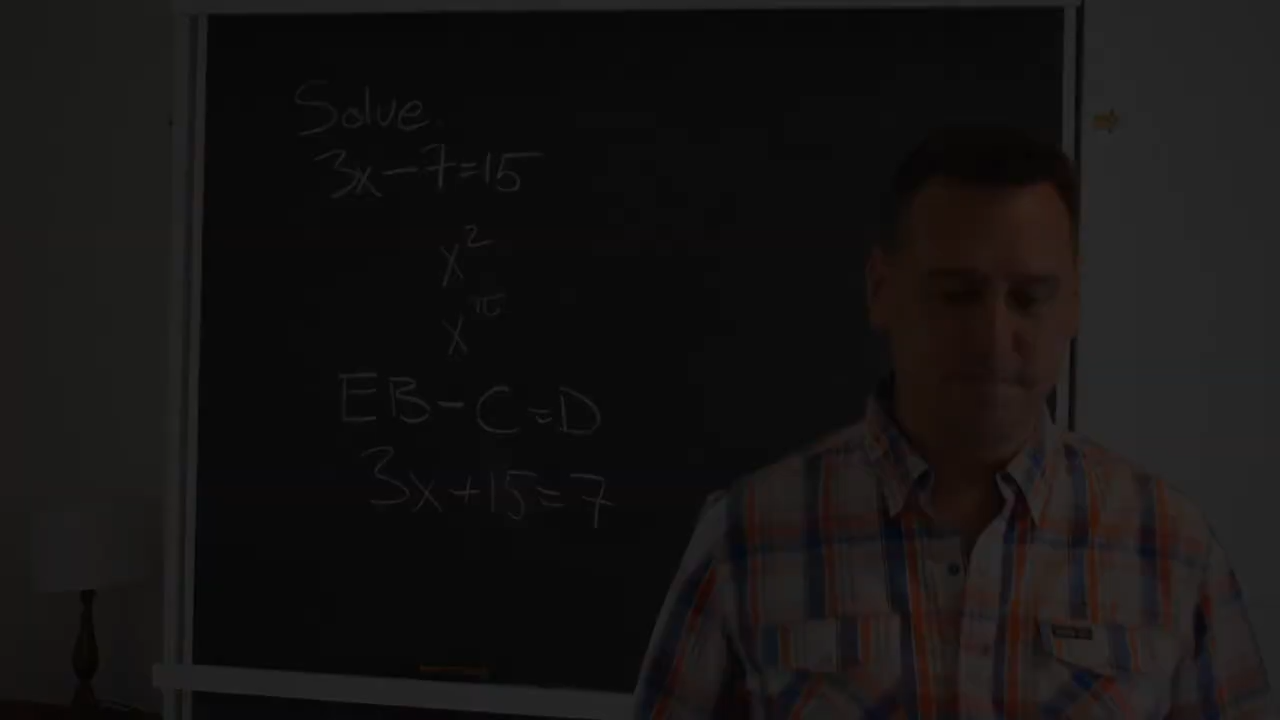 Solve.
3x-7=15
x²
x^π
EB-C=D
3x+15=7